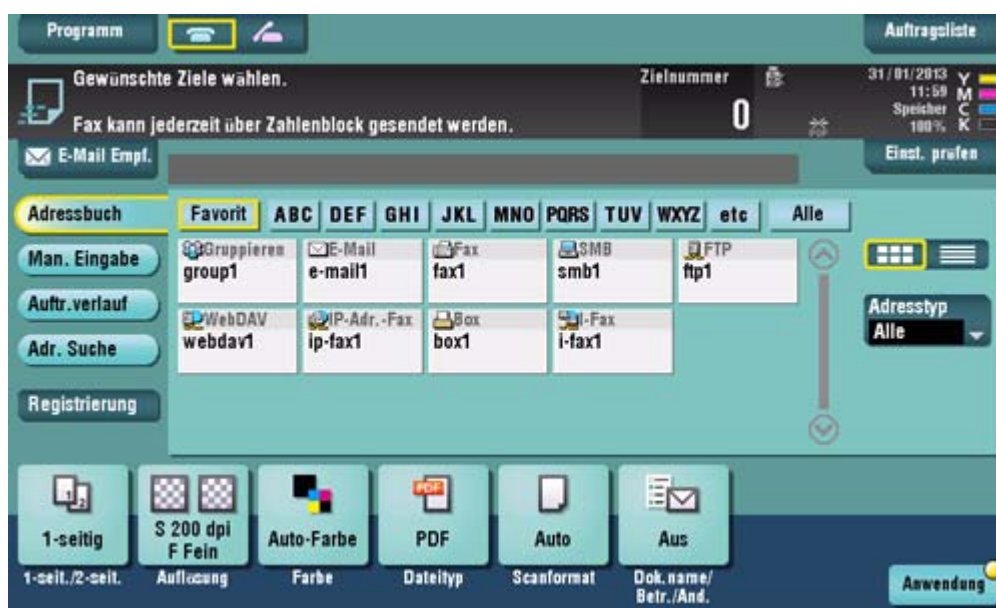 Programm
Auftragsliste
Gewünschte Ziele wählen.
Zielnummer
31/01/2013
11:59
Y
M
Speicher
C
0
Fax kann jederzeit über Zahlenblock gesendet werden.
100%
K
E-Mail Empf.
Einst. prüfen
Adressbuch
Favorit ABC DEF GHI JKL MNO PQRS TUV WXYZ etc Alle
Gruppieren E-Mail Fax SMB FTP
group1 e-mail1 fax1 smb1 ftp1
Man. Eingabe
Auftr.verlauf
Adresstyp
Alle
WebDAV IP-Adr.-Fax Box I-Fax
webdav1 ip-fax1 box1 i-fax1
Adr. Suche
Registrierung
1-seitig
S 200 dpi
F Fein
Auto-Farbe
PDF
PDF
Auto
Aus
1-seit./2-seit. Auflösung Farbe Dateityp Scanformat Dok.name/
Betr./And.
Anwendung